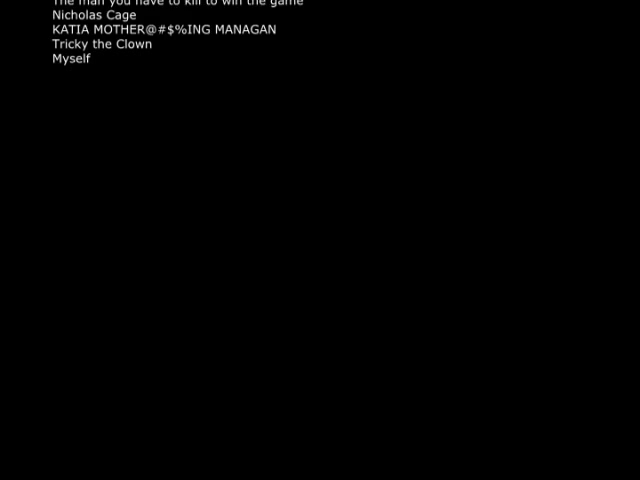 The man you have to kill to win the game
Nicholas Cage
KATIA MOTHER@#$%ING MANAGAN
Tricky the Clown
Myself